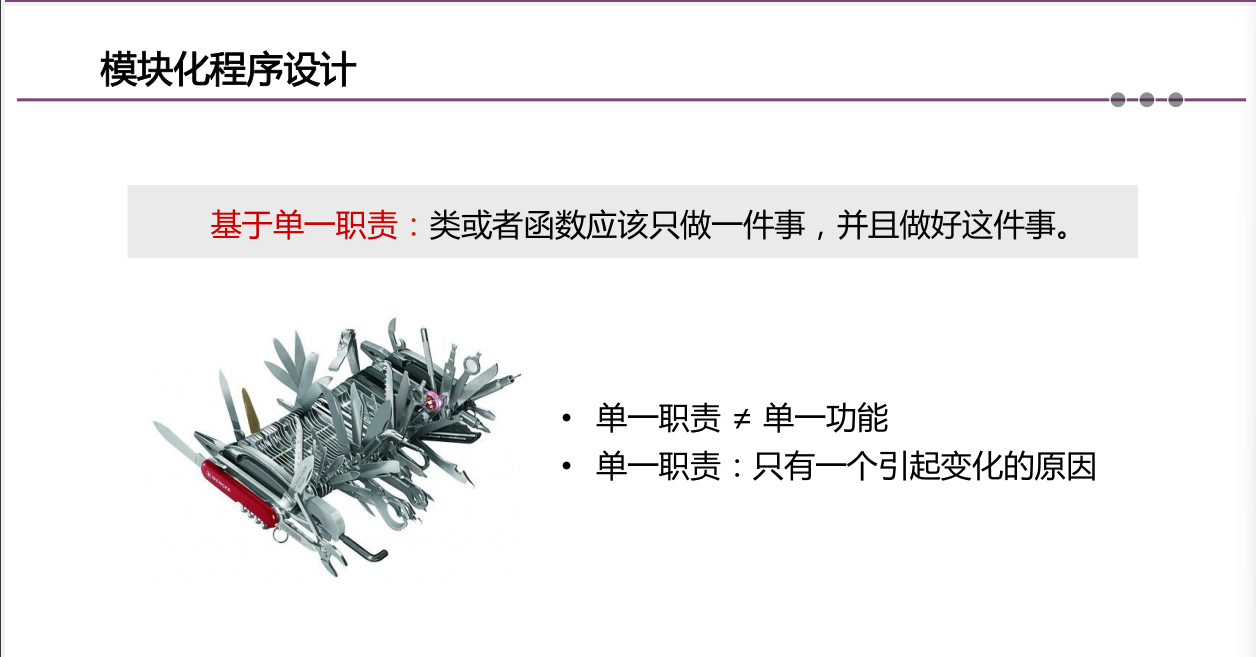 模块化程序设计
基于单一职责：类或者函数应该只做一件事，并且做好这件事。
WENGER
• 单一职责 ≠ 单一功能
• 单一职责：只有一个引起变化的原因